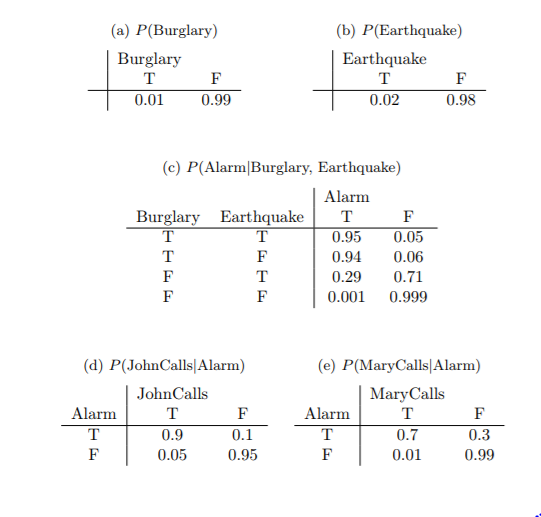 (a) P(Burglary) (b) P(Earthquake)
Burglary Earthquake
T F T F
0.01 0.99 0.02 0.98
(c) P(Alarm|Burglary, Earthquake)
Alarm
Burglary Earthquake T F
T T 0.95 0.05
T F 0.94 0.06
F T 0.29 0.71
F F 0.001 0.999
(d) P(JohnCalls|Alarm) (e) P(MaryCalls|Alarm)
JohnCalls MaryCalls
Alarm T F Alarm T F
T 0.9 0.1 T 0.7 0.3
F 0.05 0.95 F 0.01 0.99